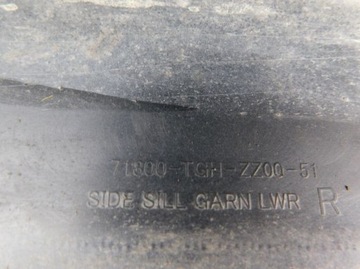 71800-TGH-ZZ00-51
SIDE SILL GARN LWR R